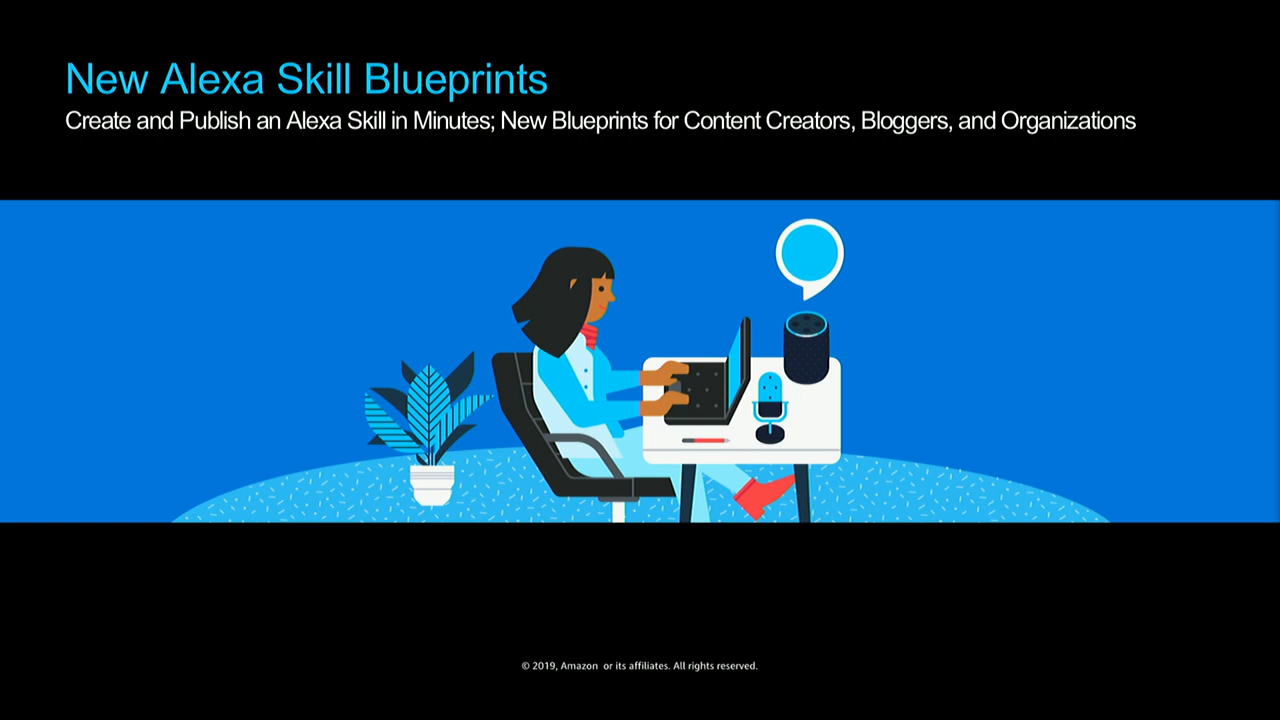 New Alexa Skill Blueprints
Create and Publish an Alexa Skill in Minutes; New Blueprints for Content Creators, Bloggers, and Organizations
© 2019, Amazon or its affiliates. All rights reserved.